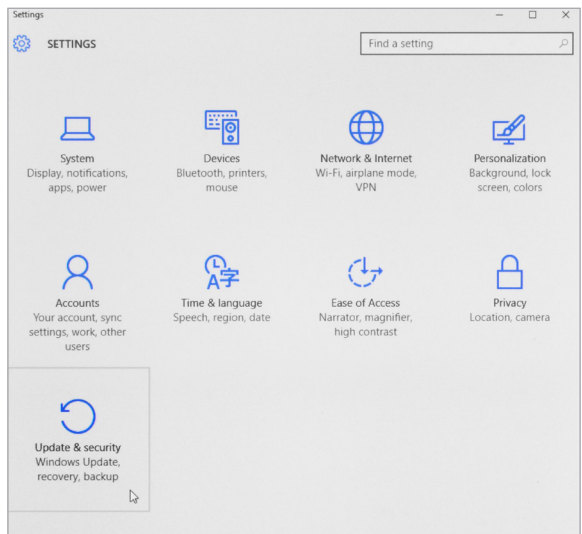 Settings
SETTINGS
Find a setting
System
Display, notifications,
apps, power
Devices
Bluetooth, printers,
mouse
Network & Internet
Wi-Fi, airplane mode,
VPN
Personalization
Background, lock
screen, colors
Accounts
Your account, sync
settings, work, other
users
A字
Time & language
Speech, region, date
Ease of Access
Narrator, magnifier,
high contrast
Privacy
Location, camera
Update & security
Windows Update,
recovery, backup